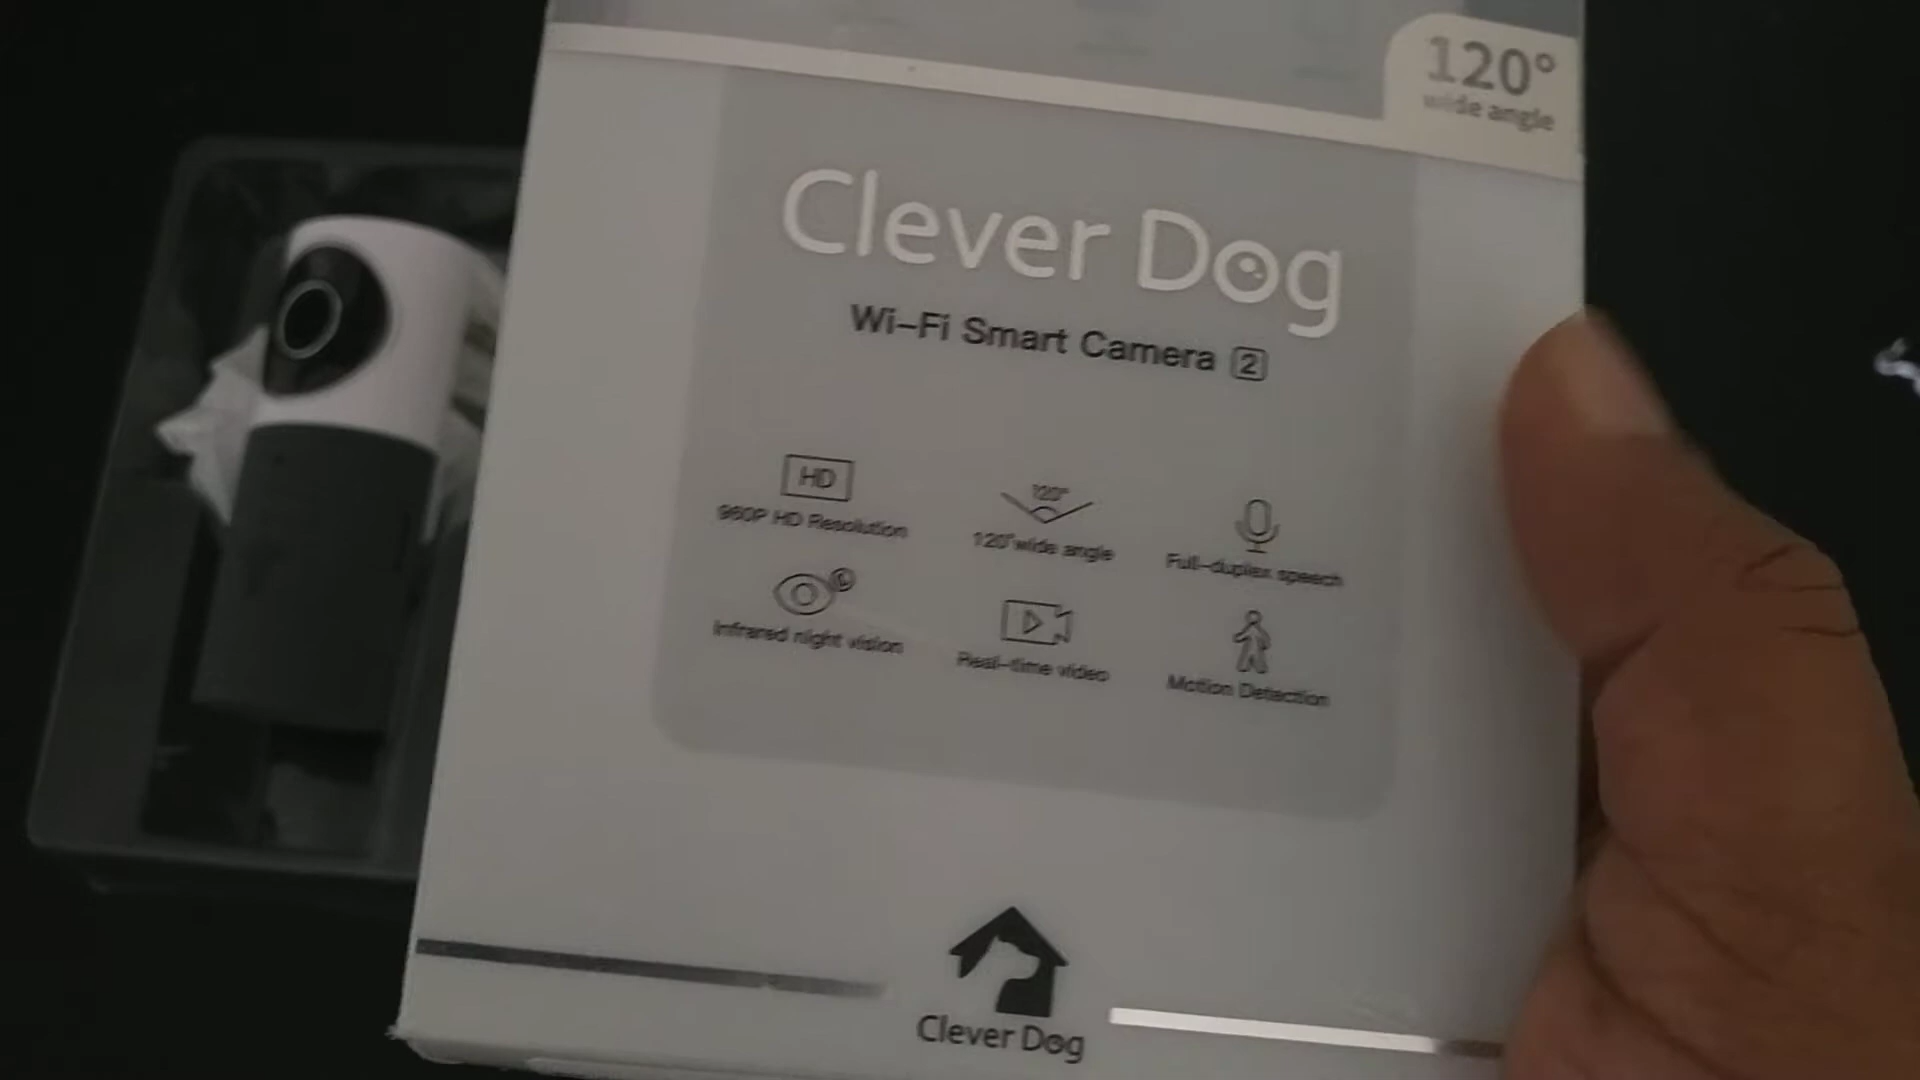 120°
wide angle
Clever Dog
Wi-Fi Smart Camera 2
HD
960P HD Resolution
120°
120°wide angle
Full-duplex speech
Infrared night vision
Real-time video
Motion Detection
Clever Dog